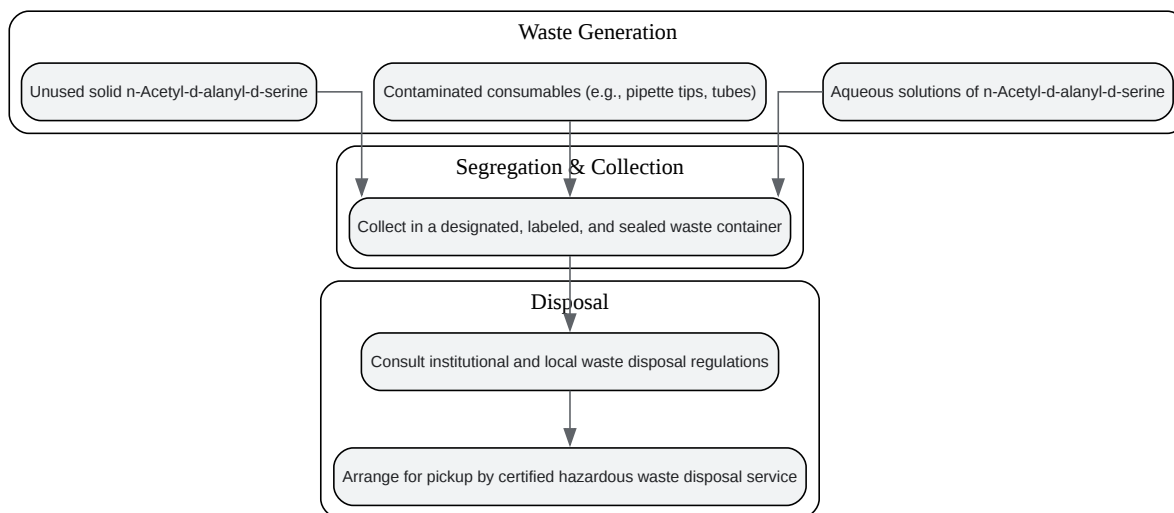 Waste Generation
Unused solid n-Acetyl-d-alanyl-d-serine
Contaminated consumables (e.g., pipette tips, tubes)
Aqueous solutions of n-Acetyl-d-alanyl-d-serine
Segregation & Collection
Collect in a designated, labeled, and sealed waste container
Disposal
Consult institutional and local waste disposal regulations
Arrange for pickup by certified hazardous waste disposal service